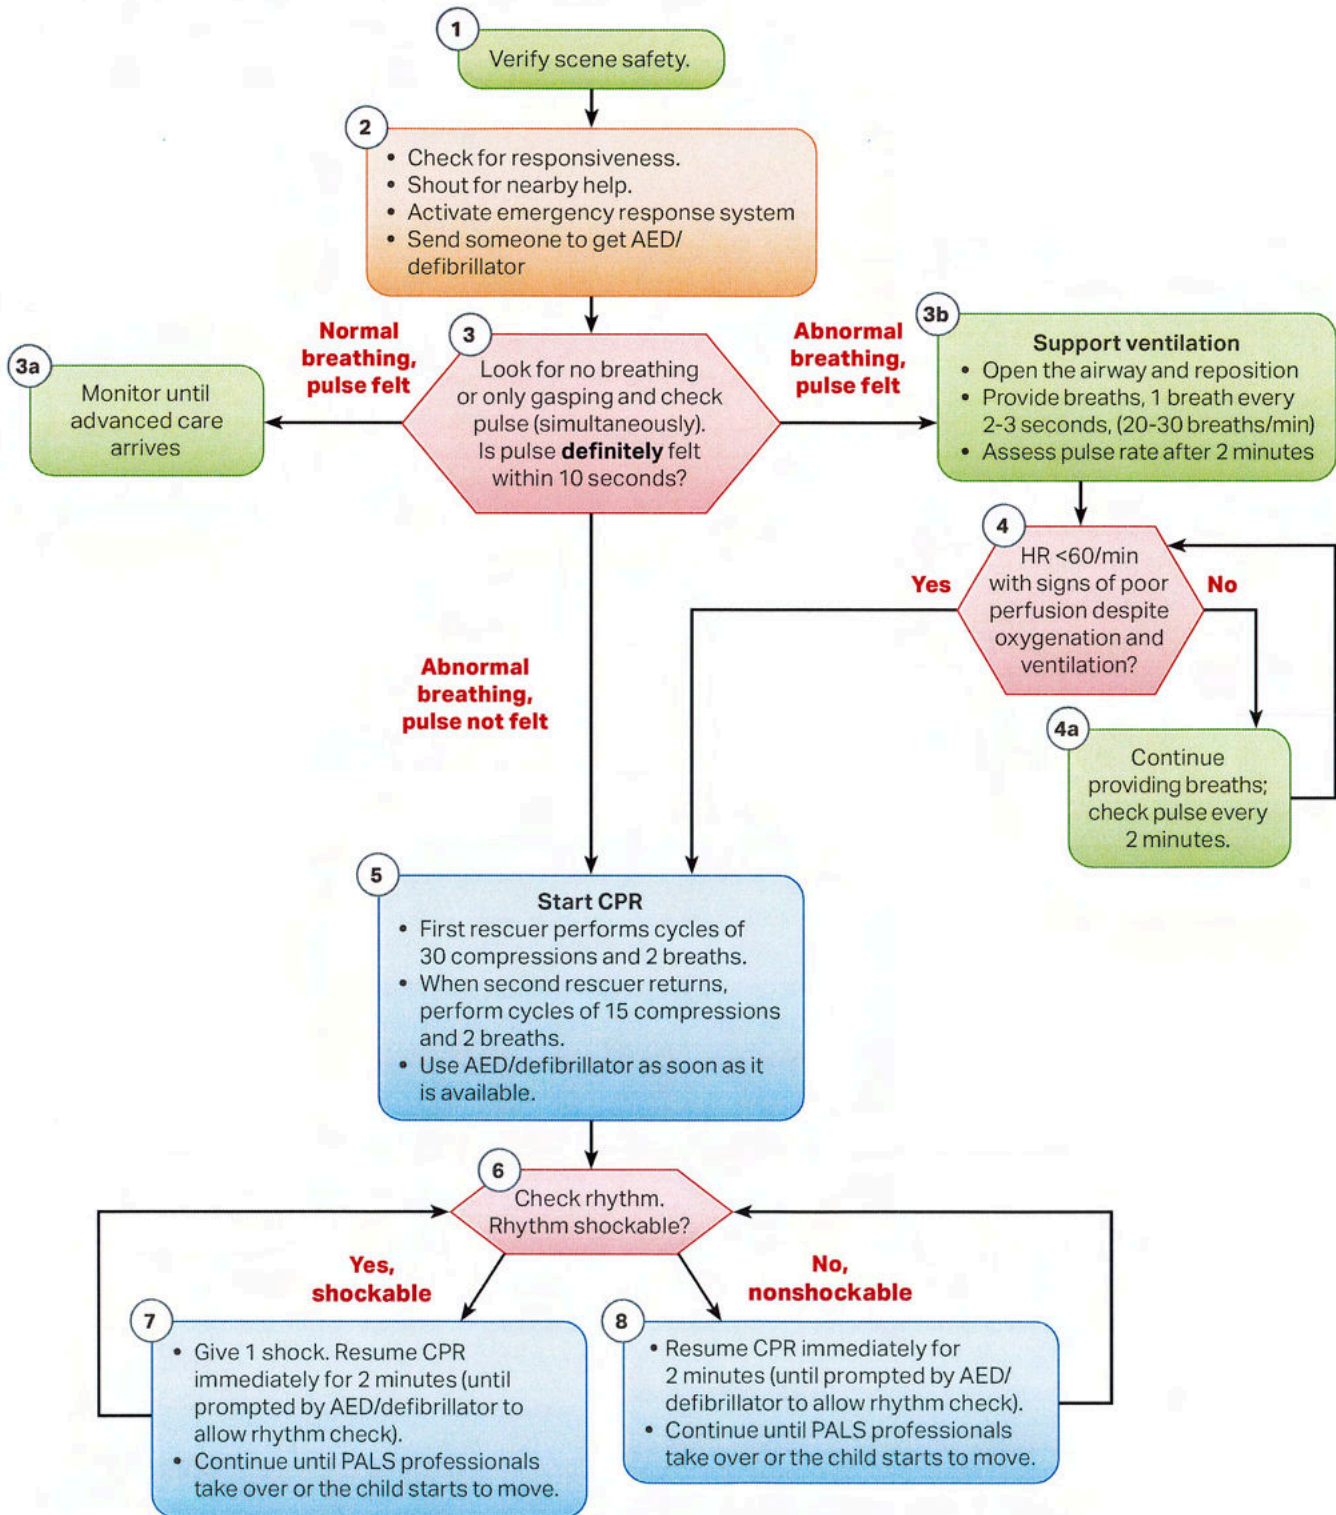 1
Verify scene safety.
2
• Check for responsiveness.
• Shout for nearby help.
• Activate emergency response system
• Send someone to get AED/
defibrillator
Normal
breathing,
pulse felt
3
Look for no breathing
or only gasping and check
pulse (simultaneously).
Is pulse definitely felt
within 10 seconds?
Abnormal
breathing,
pulse felt
3a
Monitor until
advanced care
arrives
3b
Support ventilation
• Open the airway and reposition
• Provide breaths, 1 breath every
2-3 seconds, (20-30 breaths/min)
• Assess pulse rate after 2 minutes
4
HR <60/min
with signs of poor
perfusion despite
oxygenation and
ventilation?
Yes
No
Abnormal
breathing,
pulse not felt
4a
Continue
providing breaths;
check pulse every
2 minutes.
5
Start CPR
• First rescuer performs cycles of
30 compressions and 2 breaths.
• When second rescuer returns,
perform cycles of 15 compressions
and 2 breaths.
• Use AED/defibrillator as soon as it
is available.
6
Check rhythm.
Rhythm shockable?
Yes,
shockable
No,
nonshockable
7
• Give 1 shock. Resume CPR
immediately for 2 minutes (until
prompted by AED/defibrillator to
allow rhythm check).
• Continue until PALS professionals
take over or the child starts to move.
8
• Resume CPR immediately for
2 minutes (until prompted by AED/
defibrillator to allow rhythm check).
• Continue until PALS professionals
take over or the child starts to move.